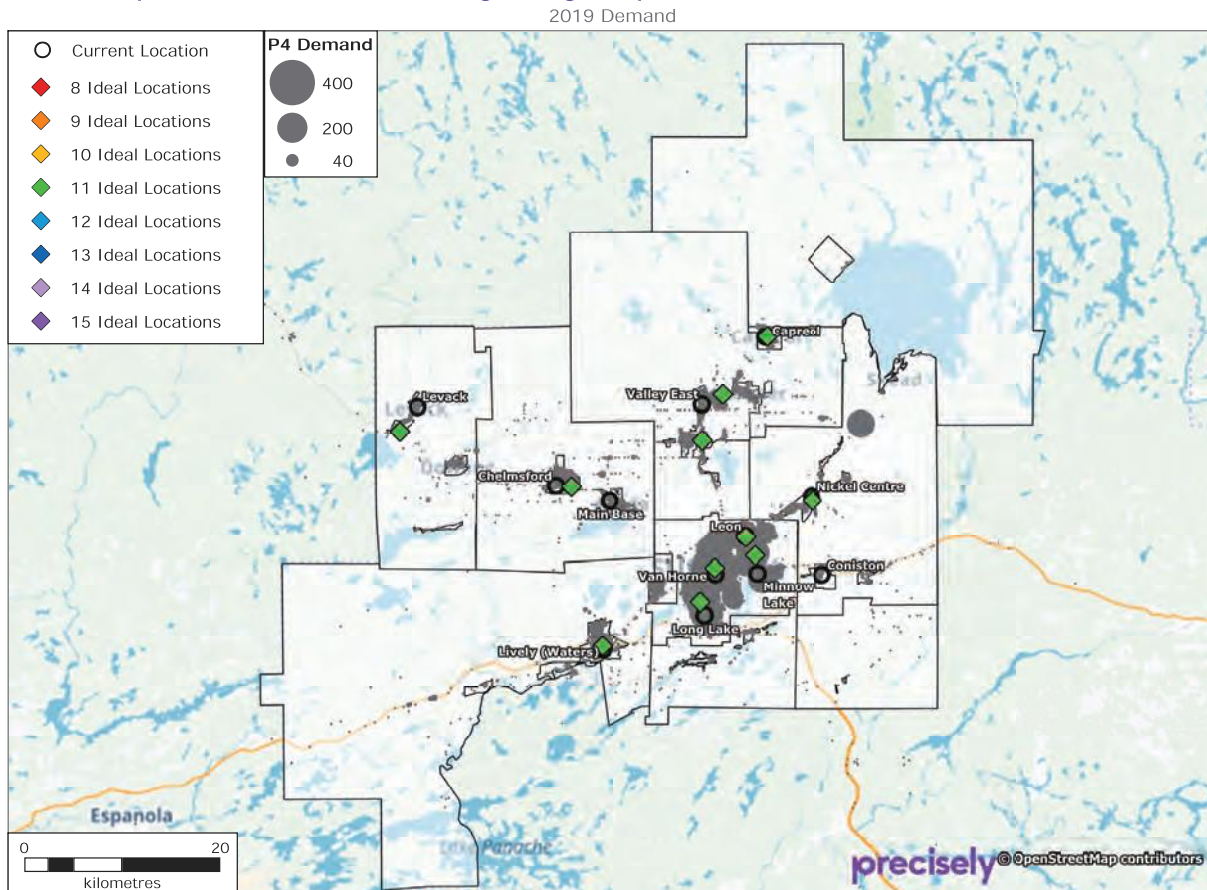 2019 Demand
Current Location
8 Ideal Locations
9 Ideal Locations
10 Ideal Locations
11 Ideal Locations
12 Ideal Locations
13 Ideal Locations
14 Ideal Locations
15 Ideal Locations
P4 Demand
400
200
40
Capreol
Levack
Levack
Valley East
Chelmsford
Main Base
Nickel Centre
Leon
Van Horne
Minnow
Lake
Coniston
Long Lake
Lively (Waters)
Espanola
Lake Panache
0 20
kilometres
precisely
© OpenStreetMap contributors